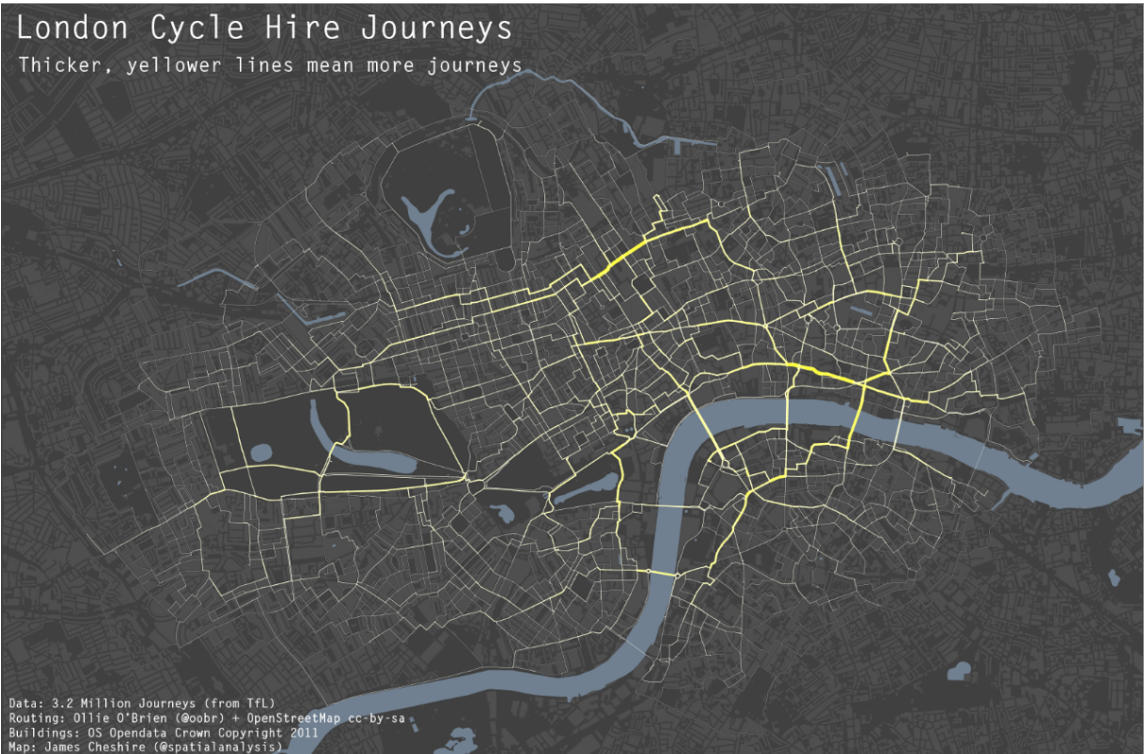 London Cycle Hire Journeys
Thicker, yellower lines mean more journeys
Data: 3.2 Million Journeys (from TfL)
Routing: Ollie O'Brien (@oobr) + OpenStreetMap cc-by-sa
Buildings: OS Opendata Crown Copyright 2011
Map: James Cheshire (@spatialanalysis)